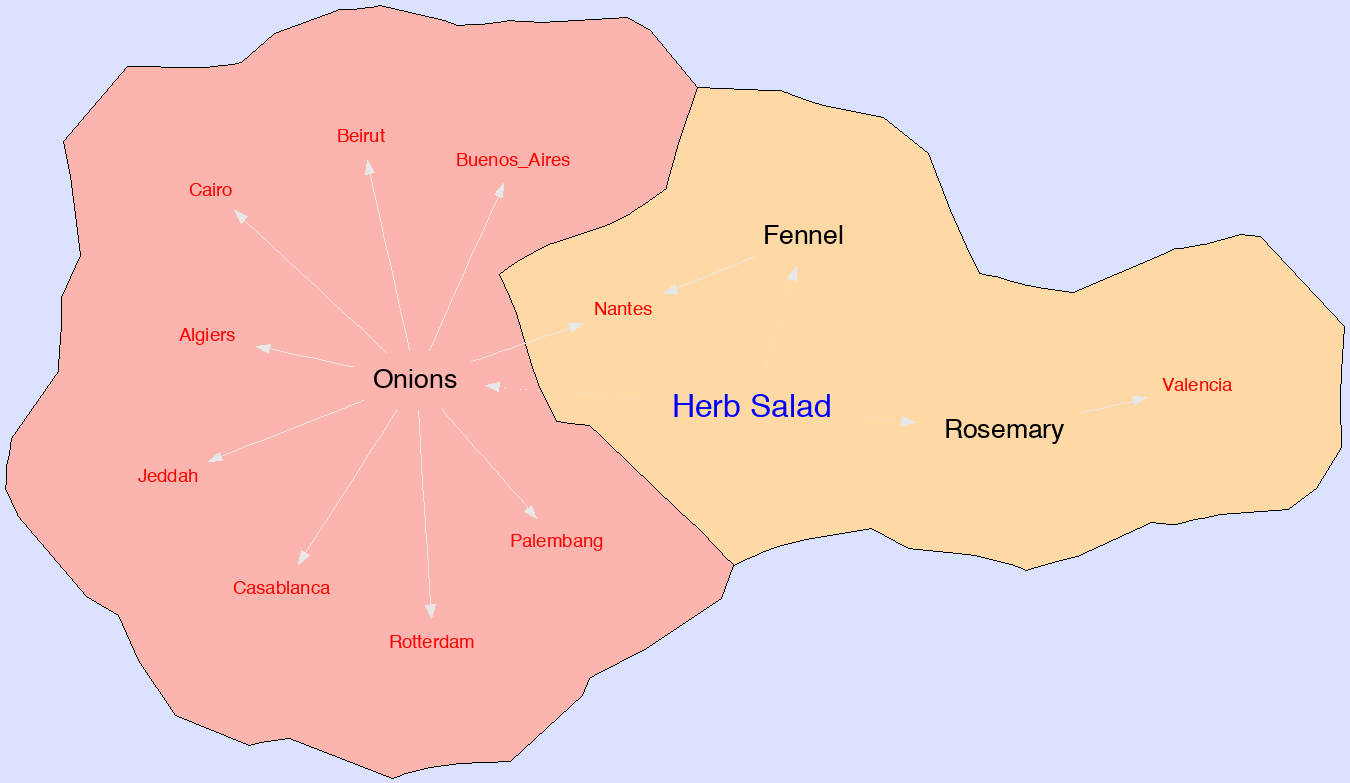 Beirut
Buenos_Aires
Cairo
Fennel
Nantes
Algiers
Onions
Valencia
Herb Salad
Rosemary
Jeddah
Palembang
Casablanca
Rotterdam